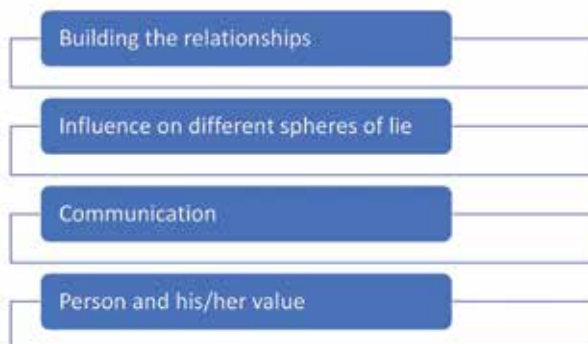 Building the relationships
Influence on different spheres of lie
Communication
Person and his/her value